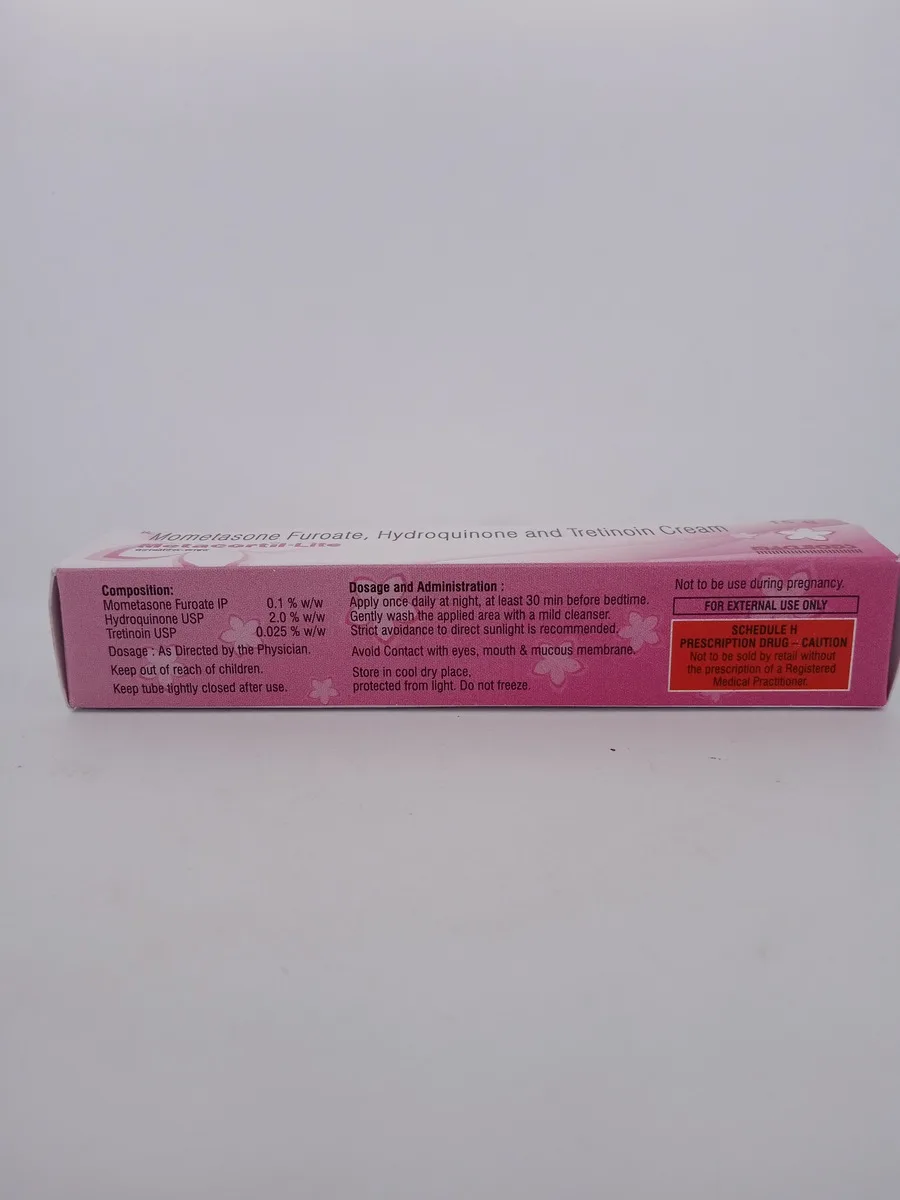 Mometasone Furoate, Hydroquinone and Tretinoin Cream
Metacortil-Lite
Composition:
Mometasone Furoate IP 0.1 % w/w
Hydroquinone USP 2.0 % w/w
Tretinoin USP 0.025 % w/w
Dosage : As Directed by the Physician.
Keep out of reach of children.
Keep tube tightly closed after use.
Dosage and Administration :
Apply once daily at night, at least 30 min before bedtime.
Gently wash the applied area with a mild cleanser.
Strict avoidance to direct sunlight is recommended.
Avoid Contact with eyes, mouth & mucous membrane.
Store in cool dry place,
protected from light. Do not freeze.
Not to be use during pregnancy.
FOR EXTERNAL USE ONLY
SCHEDULE H
PRESCRIPTION DRUG – CAUTION
Not to be sold by retail without
the prescription of a Registered
Medical Practitioner.